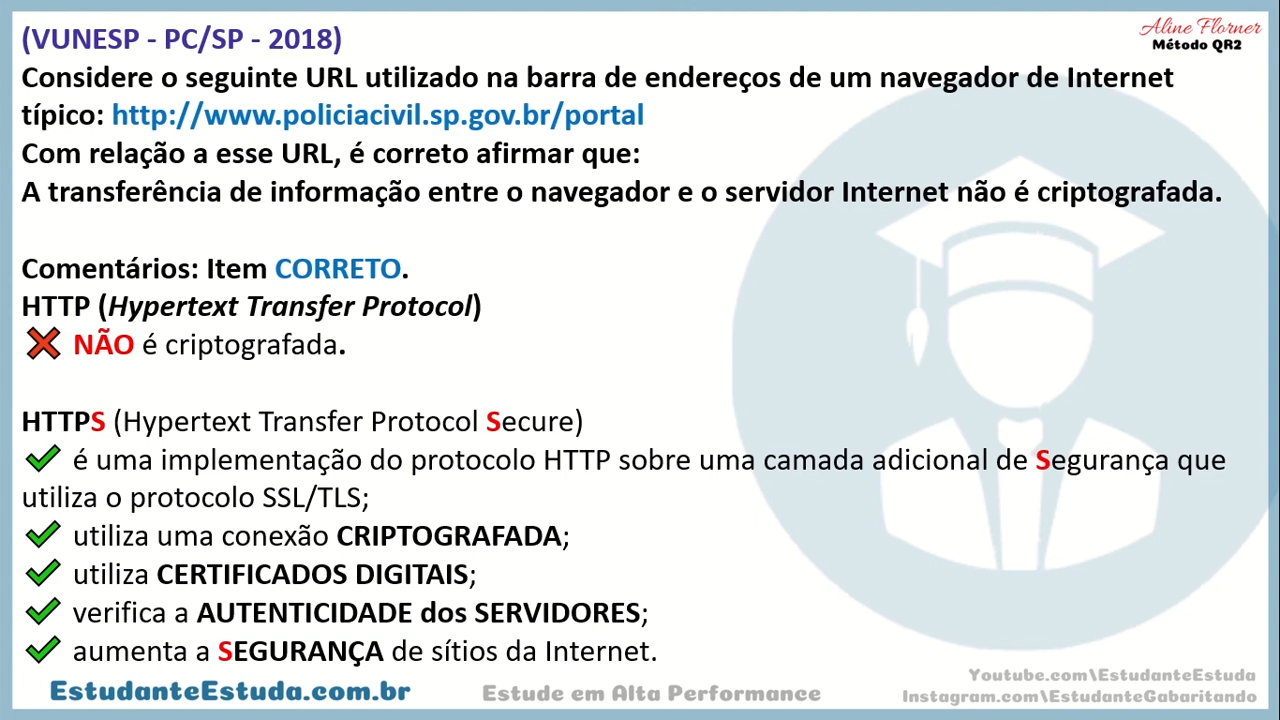 (VUNESP - PC/SP - 2018)
Aline Florner
Método QR2
Considere o seguinte URL utilizado na barra de endereços de um navegador de Internet
típico: http://www.policiacivil.sp.gov.br/portal
Com relação a esse URL, é correto afirmar que:
A transferência de informação entre o navegador e o servidor Internet não é criptografada.
Comentários: Item CORRETO.
HTTP (Hypertext Transfer Protocol)
NÃO é criptografada.
HTTPS (Hypertext Transfer Protocol Secure)
é uma implementação do protocolo HTTP sobre uma camada adicional de Segurança que
utiliza o protocolo SSL/TLS;
utiliza uma conexão CRIPTOGRAFADA;
utiliza CERTIFICADOS DIGITAIS;
verifica a AUTENTICIDADE dos SERVIDORES;
aumenta a SEGURANÇA de sítios da Internet.
EstudanteEstuda.com.br
Estude em Alta Performance
Youtube.com\EstudanteEstuda
Instagram.com\EstudanteGabaritando